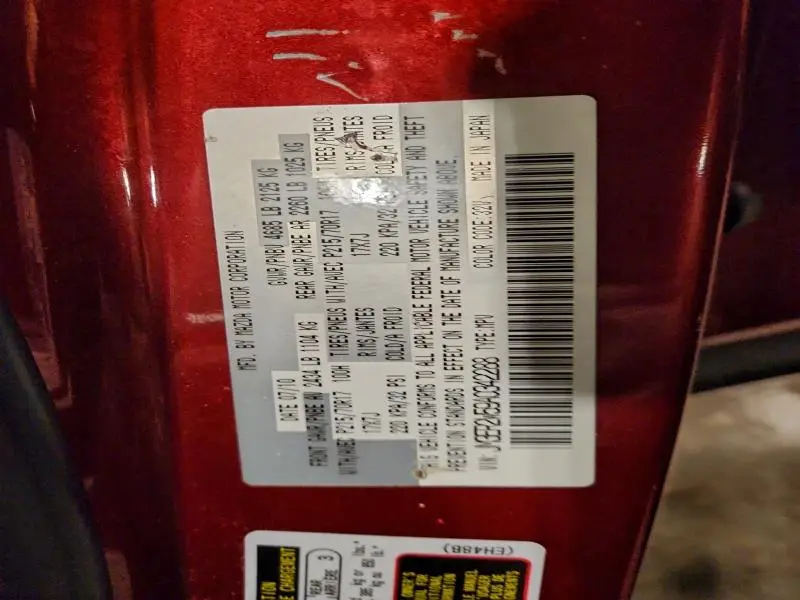 MFD. BY MAZDA MOTOR CORPORATION
DATE 07/10 GVWR/PNBV 4685 LB 2125 KG
FRONT GAWR/PNBE AV 2434 LB 1104 KG REAR GAWR/PNBE AR 2260 LB 1025 KG
WITH/AVEC P215/70R17 100H TIRES/PNEUS WITH/AVEC P215/70R17 100H TIRES/PNEUS
17X7J RIMS/JANTES 17X7J RIMS/JANTES
220 KPA/32 PSI COLD/A FROID 220 KPA/32 COLD/A FROID
THIS VEHICLE CONFORMS TO ALL APPLICABLE FEDERAL MOTOR VEHICLE SAFETY AND THEFT
PREVENTION STANDARDS IN EFFECT ON THE DATE OF MANUFACTURE SHOWN ABOVE.
VIN: TYPE:MPV COLOR CODE:32V MADE IN JAPAN
(EH48B)